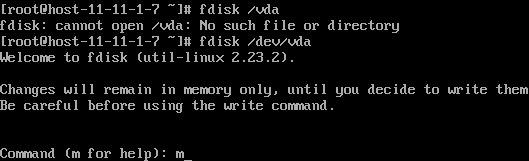 [root@host-11-11-1-7 ~]# fdisk /vda
fdisk: cannot open /vda: No such file or directory
[root@host-11-11-1-7 ~]# fdisk /dev/vda
Welcome to fdisk (util-linux 2.23.2).
Changes will remain in memory only, until you decide to write them
Be careful before using the write command.
Command (m for help): m_